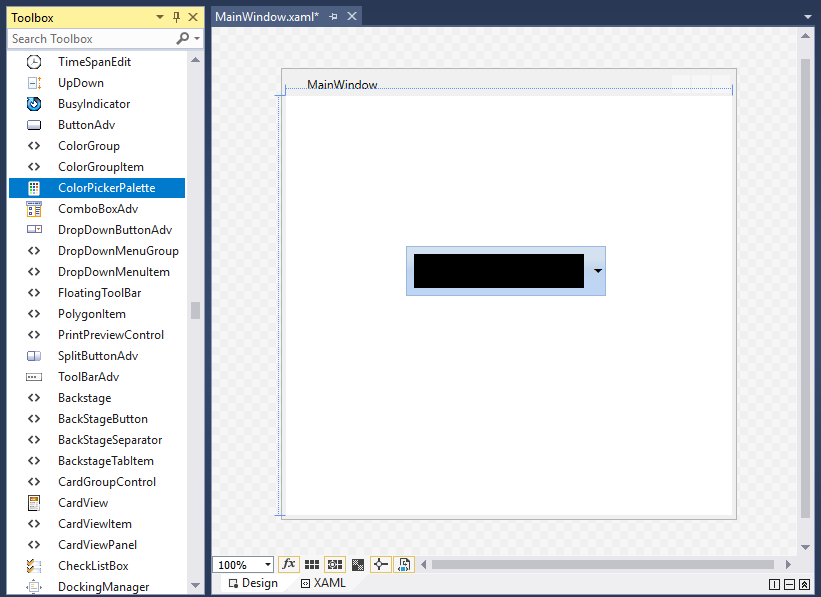 Toolbox
Search Toolbox
TimeSpanEdit
UpDown
BusyIndicator
ButtonAdv
ColorGroup
ColorGroupItem
ColorPickerPalette
ComboBoxAdv
DropDownButtonAdv
DropDownMenuGroup
DropDownMenuItem
FloatingToolBar
PolygonItem
PrintPreviewControl
SplitButtonAdv
ToolBarAdv
Backstage
BackStageButton
BackStageSeparator
BackstageTabItem
CardGroupControl
CardView
CardViewItem
CardViewPanel
CheckListBox
DockingManager
MainWindow.xaml*
MainWindow
100%
fx
Design
XAML